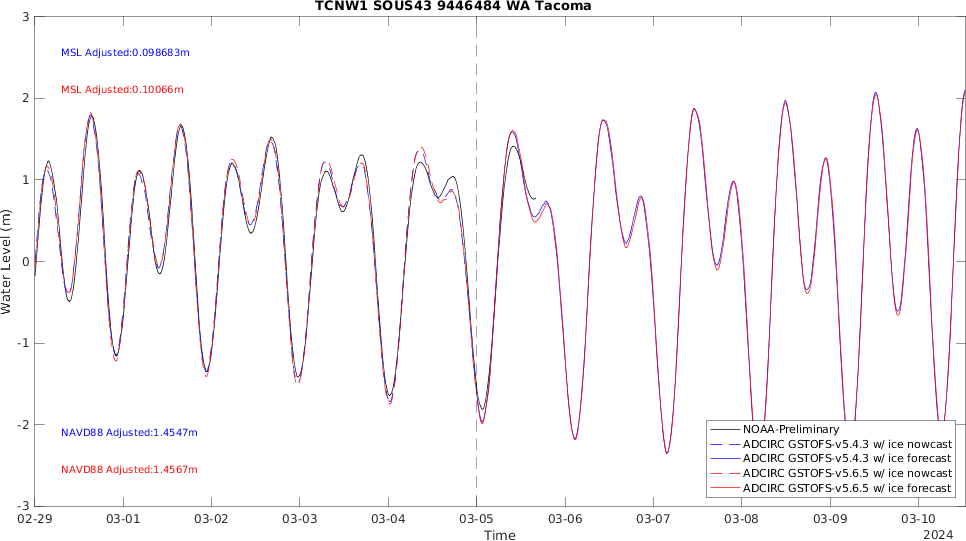 TCNW1 SOUS43 9446484 WA Tacoma
MSL Adjusted:0.098683m
MSL Adjusted:0.10066m
NAVD88 Adjusted:1.4547m
NAVD88 Adjusted:1.4567m
Water Level (m)
3
2
1
0
-1
-2
-3
NOAA-Preliminary
ADCIRC GSTOFS-v5.4.3 w/ ice nowcast
ADCIRC GSTOFS-v5.4.3 w/ ice forecast
ADCIRC GSTOFS-v5.6.5 w/ ice nowcast
ADCIRC GSTOFS-v5.6.5 w/ ice forecast
02-29 03-01 03-02 03-03 03-04 03-05 03-06 03-07 03-08 03-09 03-10
Time
2024